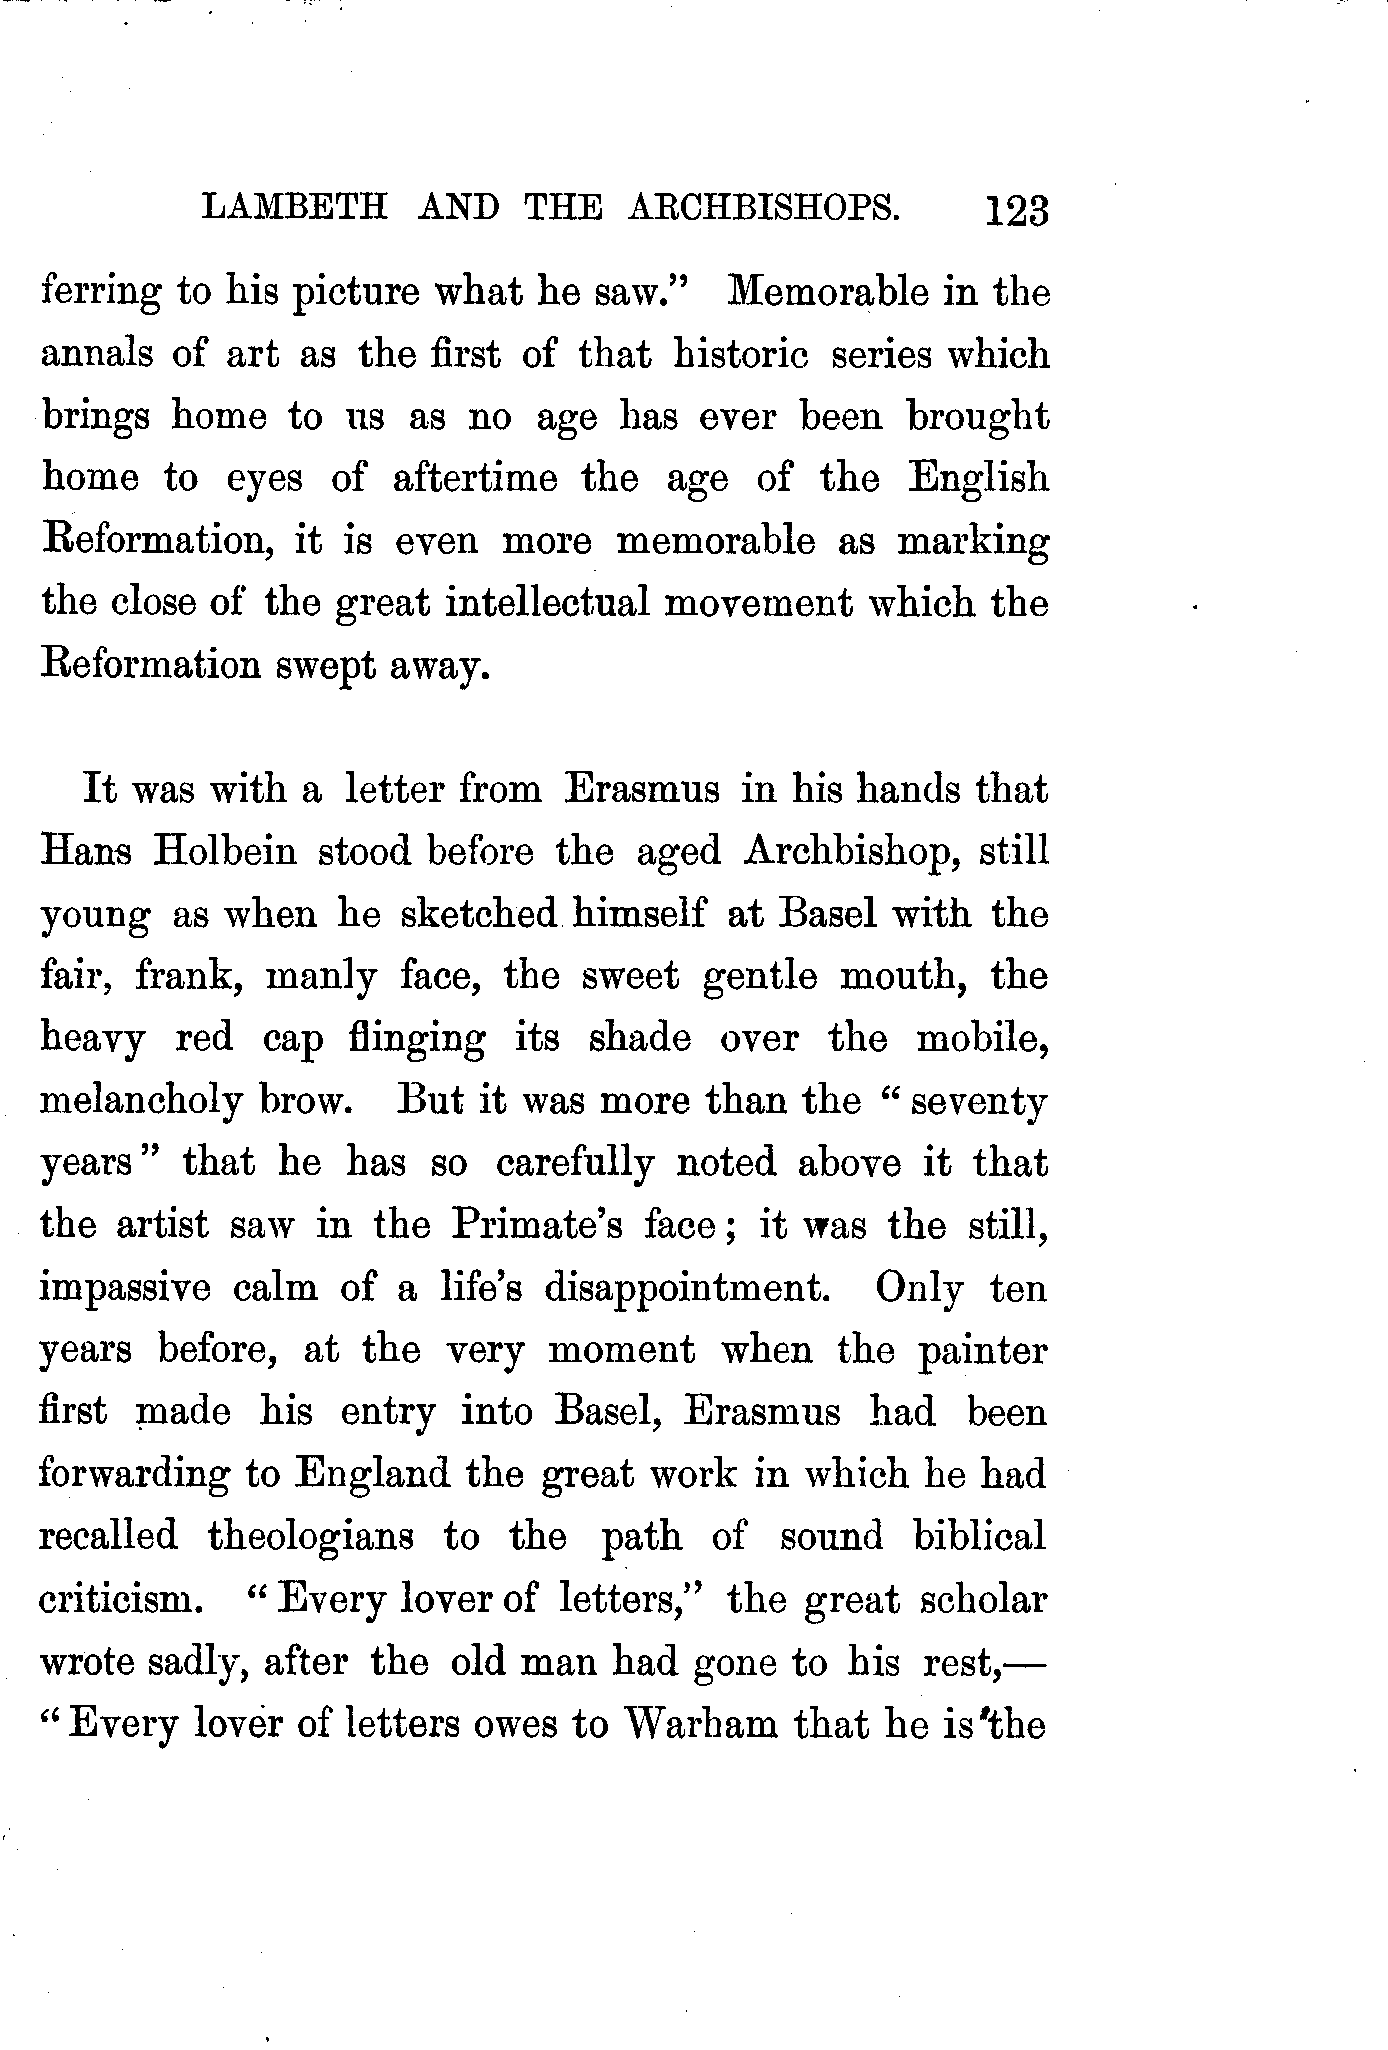 LAMBETH AND THE ARCHBISHOPS. 123
ferring to his picture what he saw.” Memorable in the
annals of art as the first of that historic series which
brings home to us as no age has ever been brought
home to eyes of aftertime the age of the English
Reformation, it is even more memorable as marking
the close of the great intellectual movement which the
Reformation swept away.
It was with a letter from Erasmus in his hands that
Hans Holbein stood before the aged Archbishop, still
young as when he sketched himself at Basel with the
fair, frank, manly face, the sweet gentle mouth, the
heavy red cap flinging its shade over the mobile,
melancholy brow. But it was more than the “ seventy
years ” that he has so carefully noted above it that
the artist saw in the Primate’s face ; it was the still,
impassive calm of a life’s disappointment. Only ten
years before, at the very moment when the painter
first made his entry into Basel, Erasmus had been
forwarding to England the great work in which he had
recalled theologians to the path of sound biblical
criticism. “ Every lover of letters,” the great scholar
wrote sadly, after the old man had gone to his rest,—
“ Every lover of letters owes to Warham that he is the